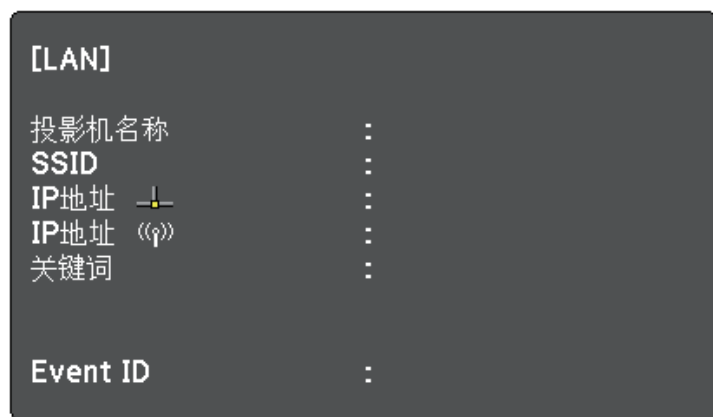 [LAN]
投影机名称 :
SSID :
IP地址 :
IP地址 :
关键词 :
Event ID :